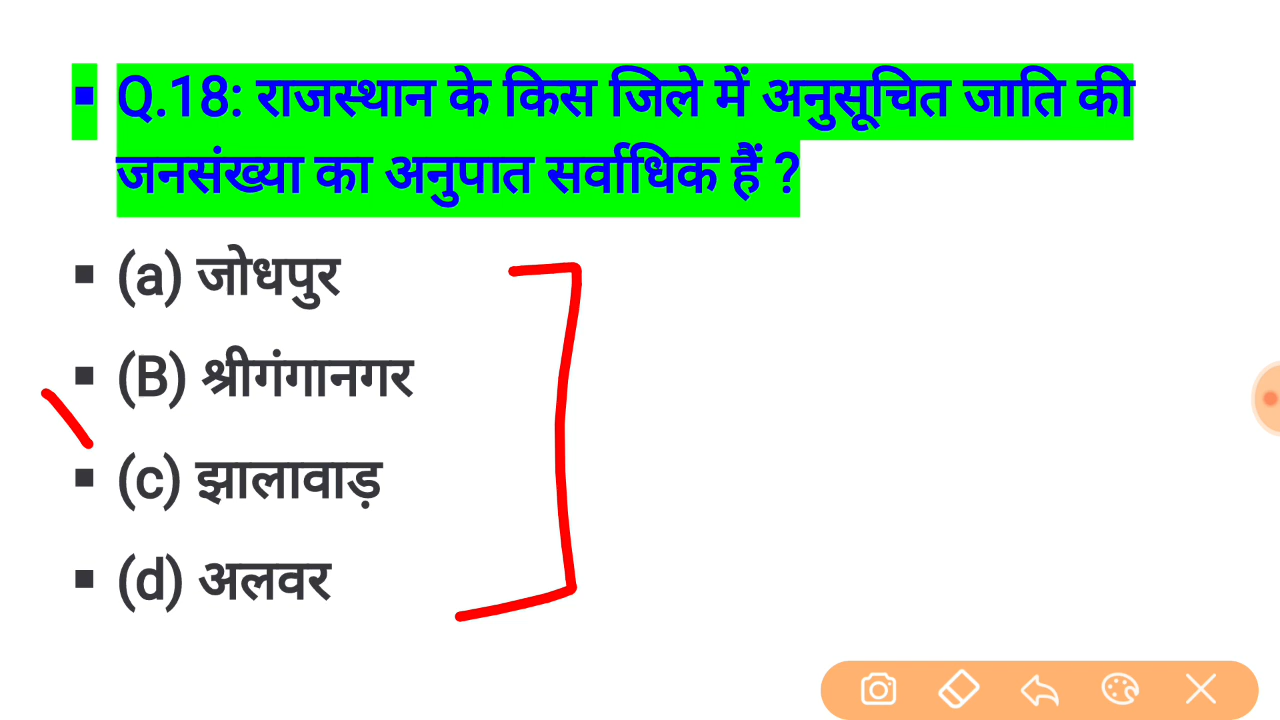 ▪ Q.18: राजस्थान के किस जिले में अनुसूचित जाति की
जनसंख्या का अनुपात सर्वाधिक हैं ?
▪ (a) जोधपुर
▪ (B) श्रीगंगानगर
▪ (c) झालावाड़
▪ (d) अलवर